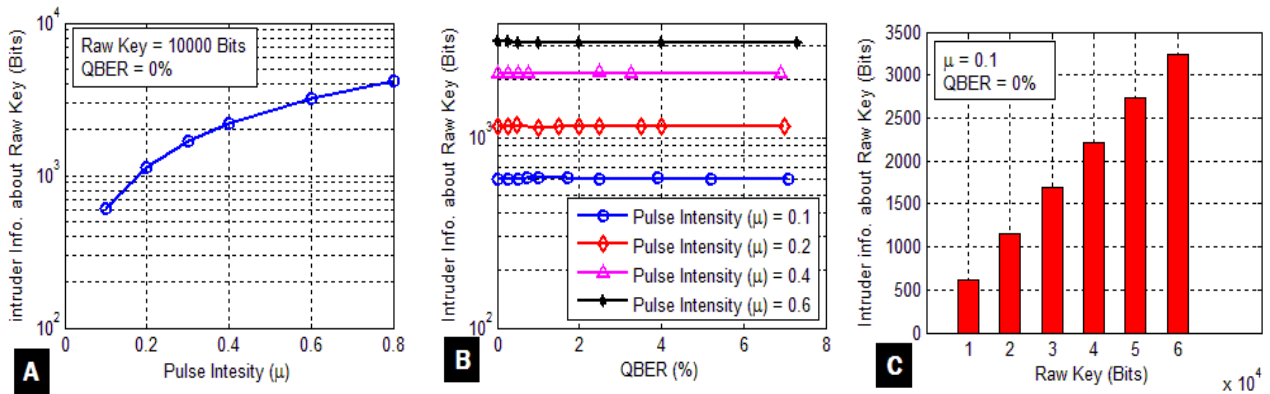 intruder Info. about Raw Key (Bits)
10^4
10^3
10^2
Raw Key = 10000 Bits
QBER = 0%
0 0.2 0.4 0.6 0.8
Pulse Intesity (μ)
A
Intruder Info. about Raw Key (Bits)
10^3
10^2
Pulse Intensity (μ) = 0.1
Pulse Intensity (μ) = 0.2
Pulse Intensity (μ) = 0.4
Pulse Intensity (μ) = 0.6
0 2 4 6 8
QBER (%)
B
Intruder info. about Raw Key (Bits)
3500
3000
2500
2000
1500
1000
500
0
μ = 0.1
QBER = 0%
1 2 3 4 5 6
Raw Key (Bits)
x 10^4
C